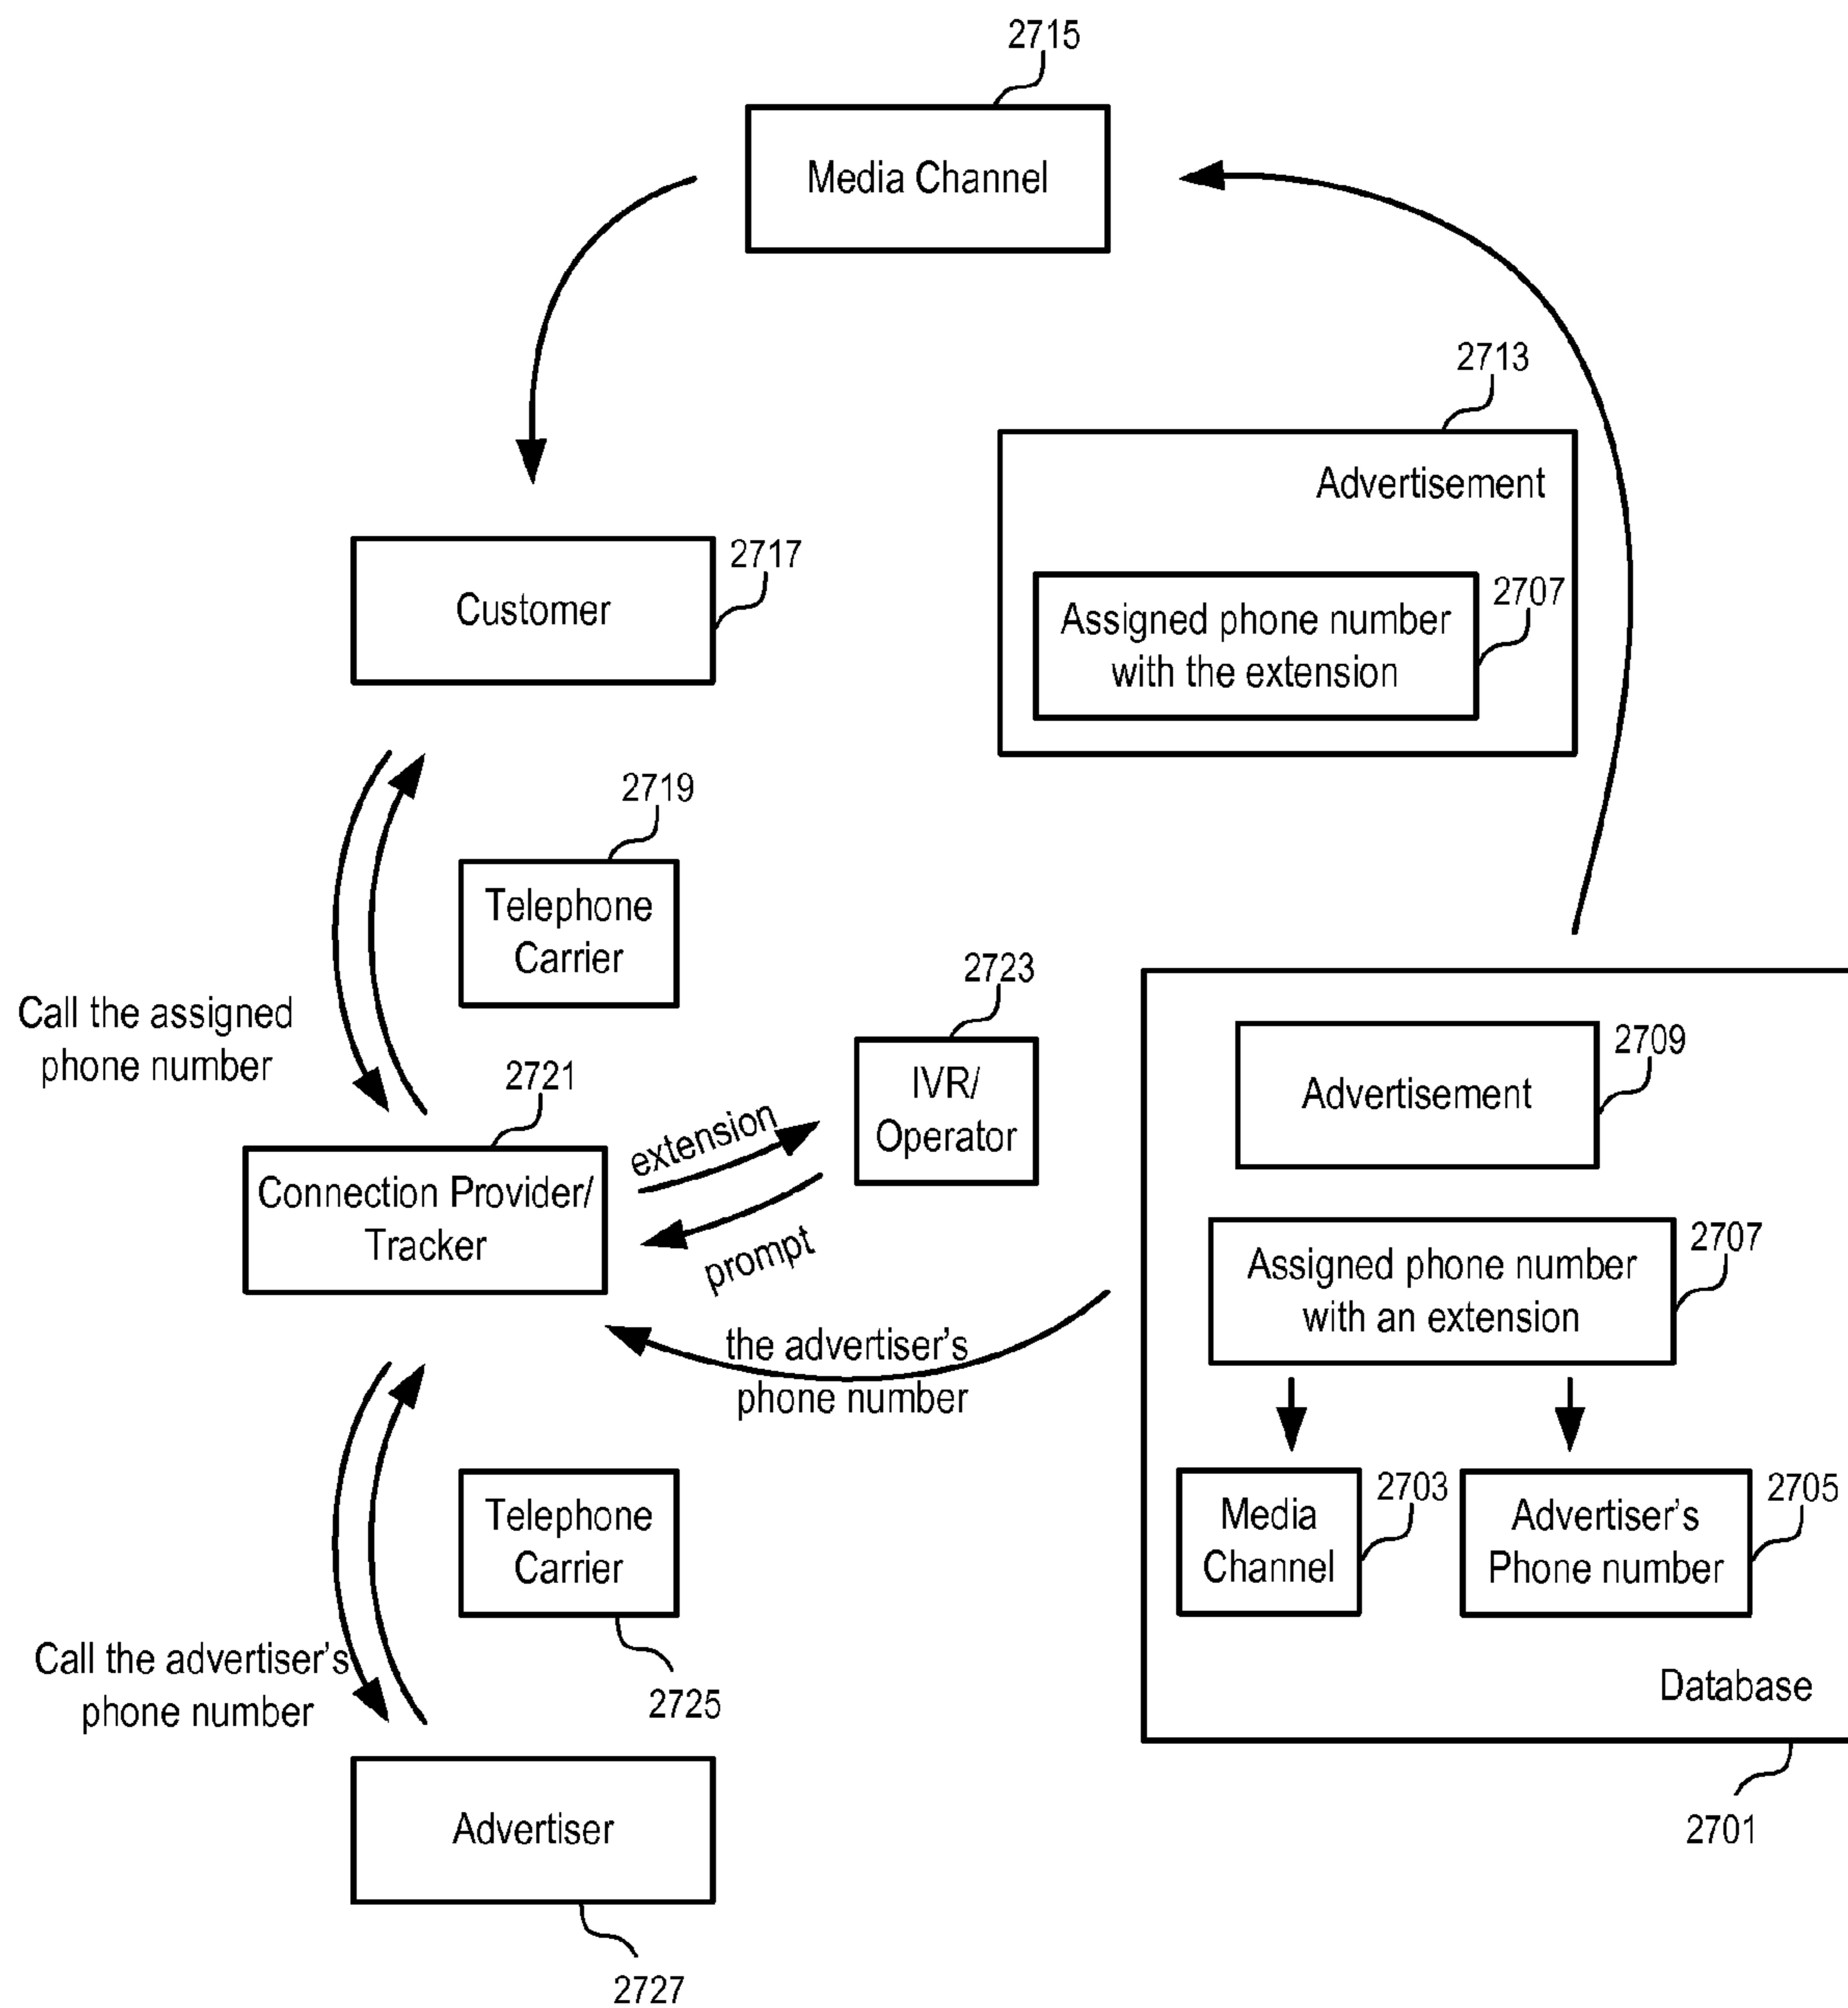 2715
Media Channel
2713
Advertisement
2717
Customer
2707
Assigned phone number
with the extension
2719
Telephone
Carrier
Call the assigned
phone number
2723
IVR/
Operator
2721
Connection Provider/
Tracker
extension
prompt
the advertiser's
phone number
2709
Advertisement
2707
Assigned phone number
with an extension
2703
Media
Channel
2705
Advertiser's
Phone number
Database
2701
Telephone
Carrier
2725
Call the advertiser's
phone number
Advertiser
2727